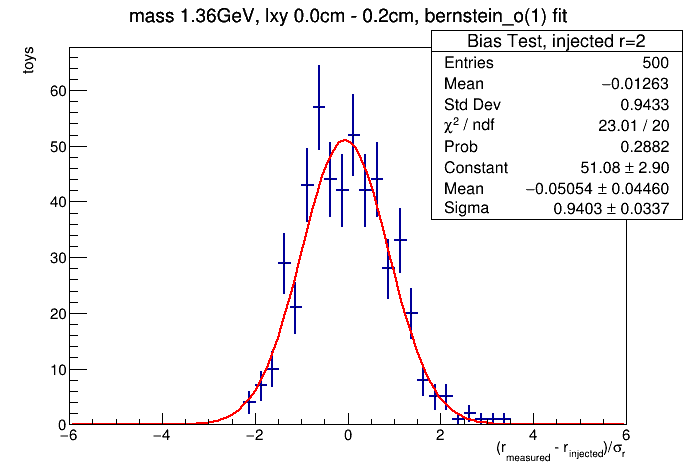 mass 1.36GeV, lxy 0.0cm - 0.2cm, bernstein_o(1) fit
Bias Test, injected r=2
Entries 500
Mean −0.01263
Std Dev 0.9433
χ² / ndf 23.01 / 20
Prob 0.2882
Constant 51.08 ± 2.90
Mean −0.05054 ± 0.04460
Sigma 0.9403 ± 0.0337
toys
60
50
40
30
20
10
0
−6 −4 −2 0 2 4 6
(r_measured - r_injected)/σ_r